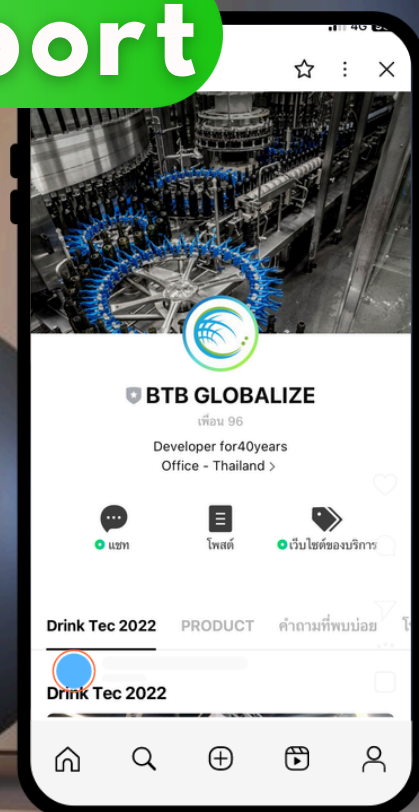 port
4G
BTB GLOBALIZE
เพื่อน 96
Developer for40years
Office - Thailand >
แชท
โพสต์
เว็บไซต์ของบริการ
Drink Tec 2022
PRODUCT
คำถามที่พบบ่อย
Drink Tec 2022